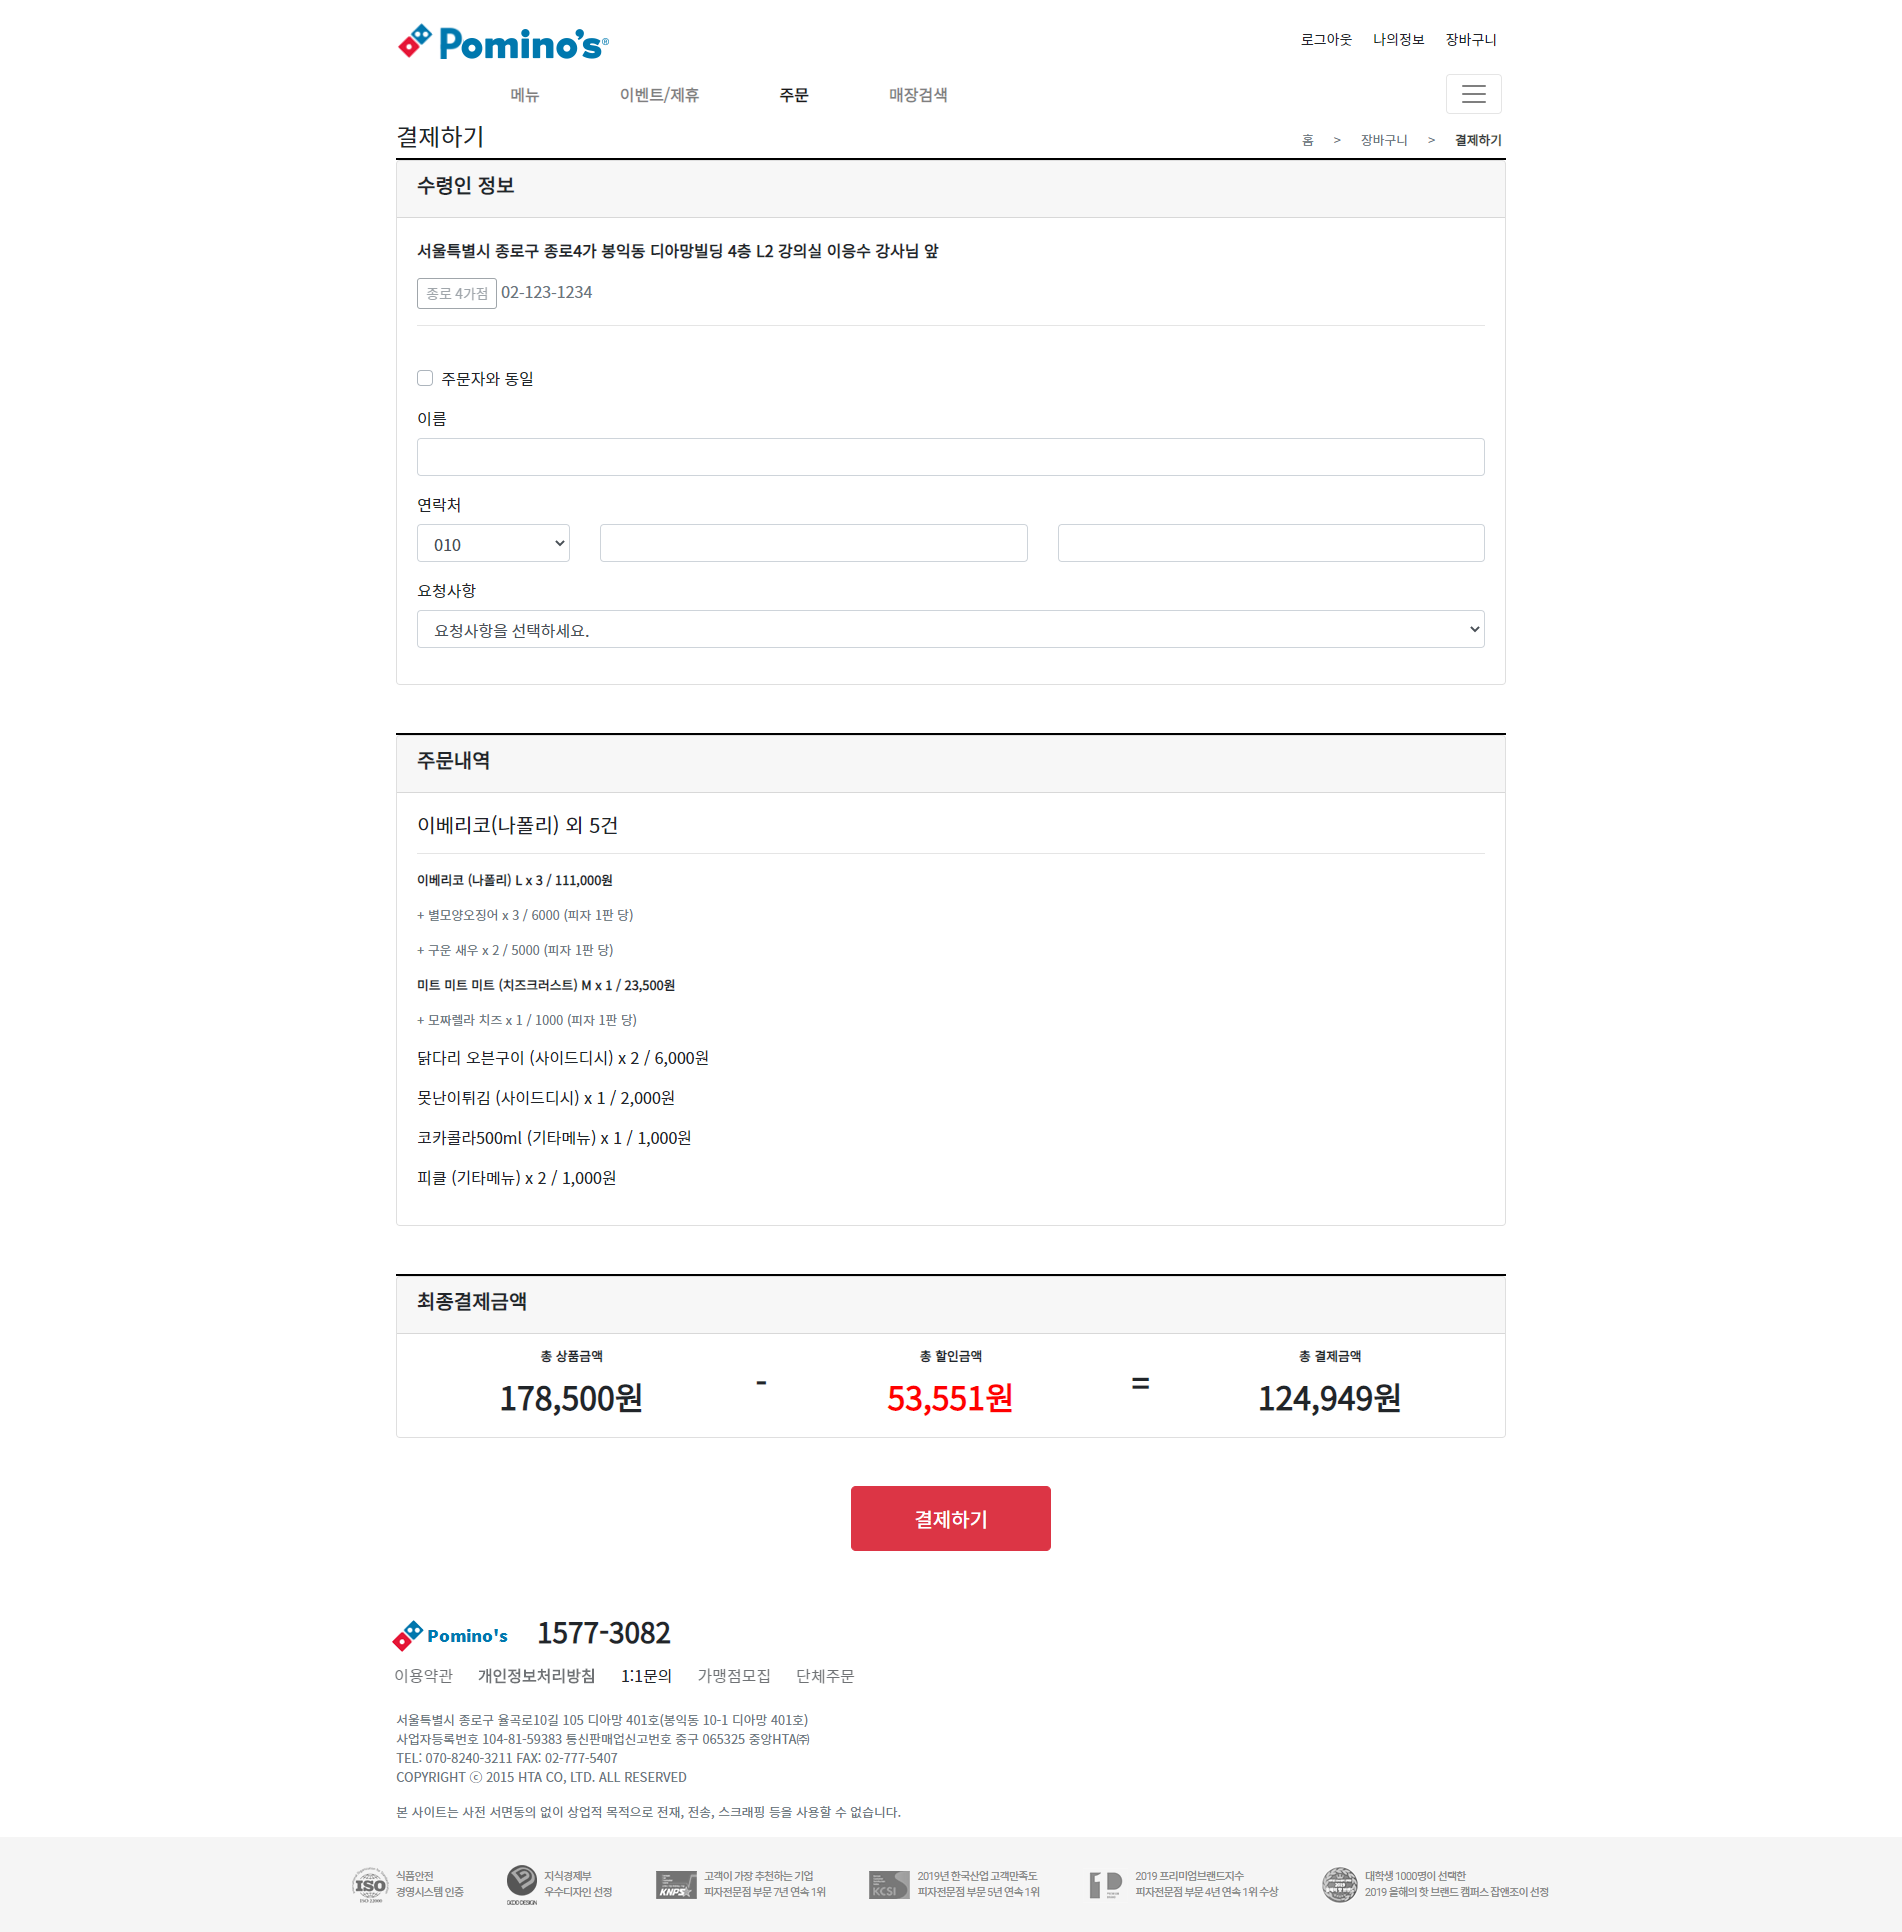 Pomino's®
로그아웃 나의정보 장바구니
메뉴 이벤트/제휴 주문 매장검색
결제하기
홈 > 장바구니 > 결제하기
수령인 정보
서울특별시 종로구 종로4가 봉익동 디아망빌딩 4층 L2 강의실 이응수 강사님 앞
종로 4가점 02-123-1234
주문자와 동일
이름
연락처
010
요청사항
요청사항을 선택하세요.
주문내역
이베리코(나폴리) 외 5건
이베리코 (나폴리) L x 3 / 111,000원
+ 별모양오징어 x 3 / 6000 (피자 1판 당)
+ 구운 새우 x 2 / 5000 (피자 1판 당)
미트 미트 미트 (치즈크러스트) M x 1 / 23,500원
+ 모짜렐라 치즈 x 1 / 1000 (피자 1판 당)
닭다리 오븐구이 (사이드디시) x 2 / 6,000원
못난이튀김 (사이드디시) x 1 / 2,000원
코카콜라500ml (기타메뉴) x 1 / 1,000원
피클 (기타메뉴) x 2 / 1,000원
최종결제금액
총 상품금액 총 할인금액 총 결제금액
178,500원 - 53,551원 = 124,949원
결제하기
Pomino's 1577-3082
이용약관 개인정보처리방침 1:1문의 가맹점모집 단체주문
서울특별시 종로구 율곡로10길 105 디아망 401호(봉익동 10-1 디아망 401호)
사업자등록번호 104-81-59383 통신판매업신고번호 중구 065325 중앙HTA㈜
TEL: 070-8240-3211 FAX: 02-777-5407
COPYRIGHT ⓒ 2015 HTA CO, LTD. ALL RESERVED
본 사이트는 사전 서면동의 없이 상업적 목적으로 전재, 전송, 스크래핑 등을 사용할 수 없습니다.
ISO
식품안전
경영시스템 인증
GOOD DESIGN
지식경제부
우수디자인 선정
KNPS
고객이 가장 추천하는 기업
피자전문점 부문 7년 연속 1위
KCSI
2019년 한국산업 고객만족도
피자전문점 부문 5년 연속 1위
2019 프리미엄브랜드지수
피자전문점 부문 4년 연속 1위 수상
대학생 1000명이 선택한
2019 올해의 핫 브랜드 캠퍼스 잡앤조이 선정